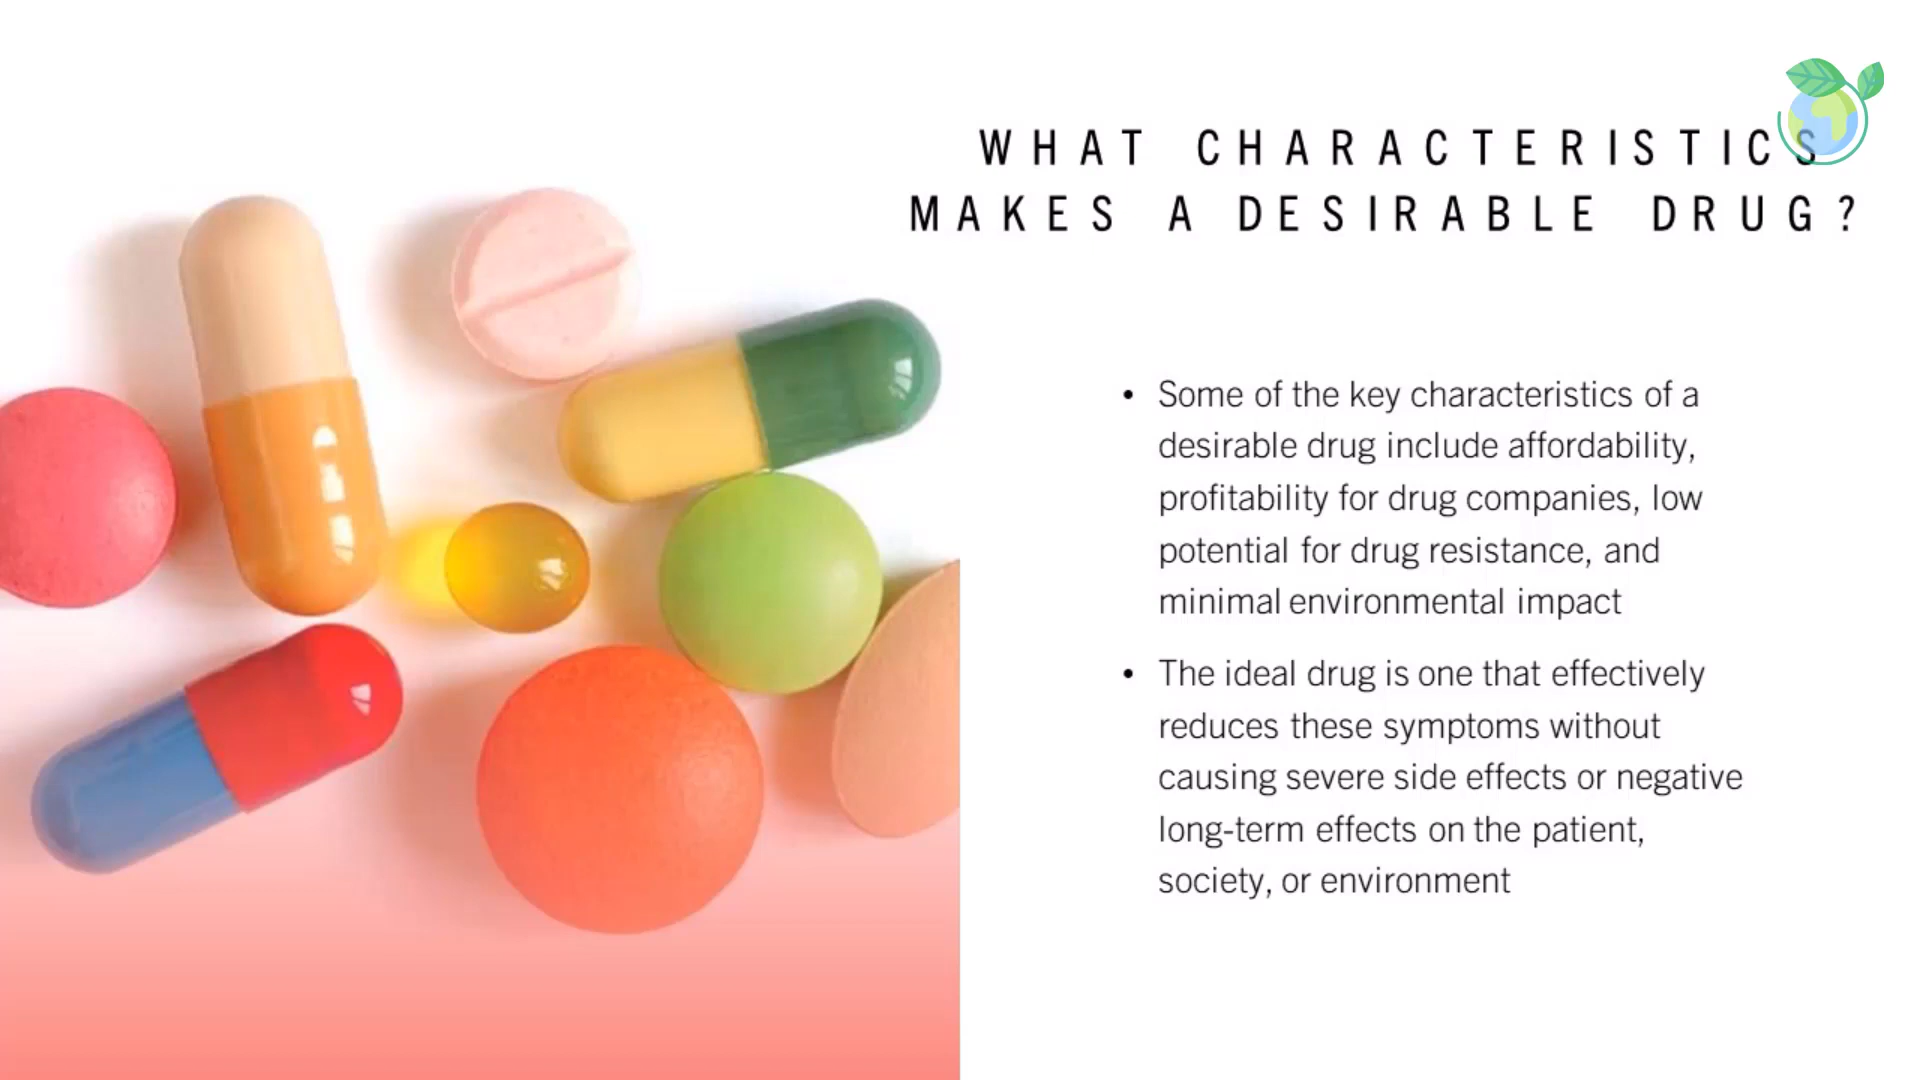 WHAT CHARACTERISTICS
MAKES A DESIRABLE DRUG?
• Some of the key characteristics of a
desirable drug include affordability,
profitability for drug companies, low
potential for drug resistance, and
minimal environmental impact
• The ideal drug is one that effectively
reduces these symptoms without
causing severe side effects or negative
long-term effects on the patient,
society, or environment